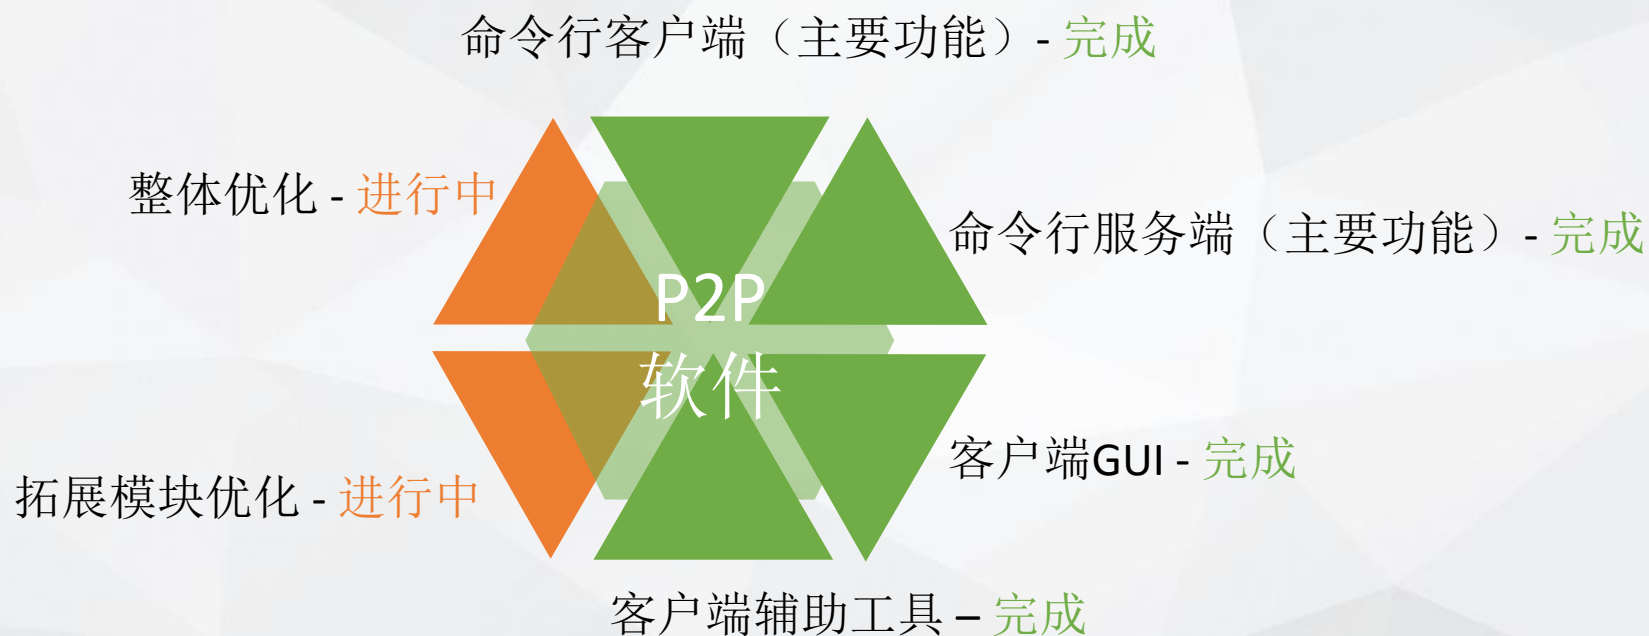 命令行客户端（主要功能）- 完成
整体优化 - 进行中
命令行服务端（主要功能）- 完成
P2P
软件
客户端GUI - 完成
拓展模块优化 - 进行中
客户端辅助工具 – 完成